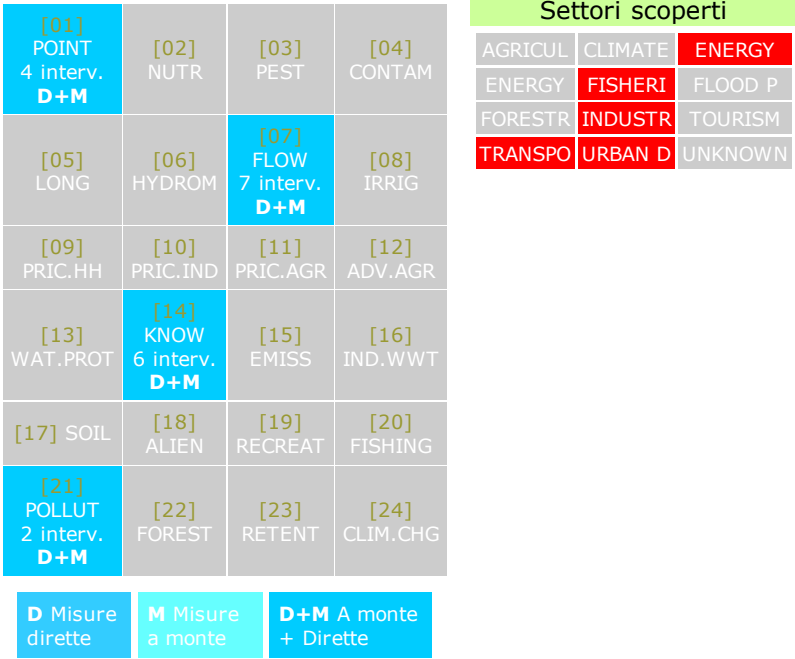 [01]
POINT
4 interv.
D+M
[02]
NUTR
[03]
PEST
[04]
CONTAM
[05]
LONG
[06]
HYDROM
[07]
FLOW
7 interv.
D+M
[08]
IRRIG
[09]
PRIC.HH
[10]
PRIC.IND
[11]
PRIC.AGR
[12]
ADV.AGR
[13]
WAT.PROT
[14]
KNOW
6 interv.
D+M
[15]
EMISS
[16]
IND.WWT
[17] SOIL
[18]
ALIEN
[19]
RECREAT
[20]
FISHING
[21]
POLLUT
2 interv.
D+M
[22]
FOREST
[23]
RETENT
[24]
CLIM.CHG
D Misure
dirette
M Misure
a monte
D+M A monte
+ Dirette
Settori scoperti
AGRICUL CLIMATE ENERGY
ENERGY FISHERI FLOOD P
FORESTR INDUSTR TOURISM
TRANSPO URBAN D UNKNOWN